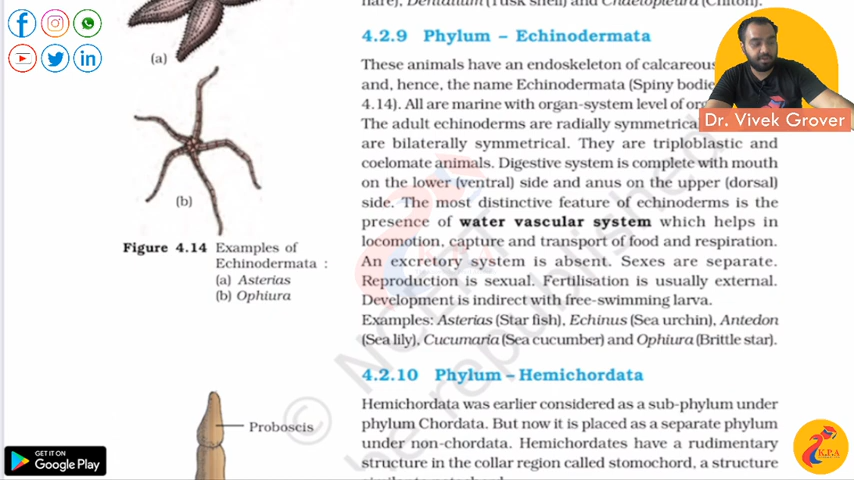 nare), Dentalium (Tusk shell) and Chaetopleura (Chiton).
(a)
(b)
Figure 4.14 Examples of
Echinodermata :
(a) Asterias
(b) Ophiura
Proboscis
4.2.9 Phylum – Echinodermata
These animals have an endoskeleton of calcareous
and, hence, the name Echinodermata (Spiny bodie
4.14). All are marine with organ-system level of or
The adult echinoderms are radially symmetrica
are bilaterally symmetrical. They are triploblastic and
coelomate animals. Digestive system is complete with mouth
on the lower (ventral) side and anus on the upper (dorsal)
side. The most distinctive feature of echinoderms is the
presence of water vascular system which helps in
locomotion, capture and transport of food and respiration.
An excretory system is absent. Sexes are separate.
Reproduction is sexual. Fertilisation is usually external.
Development is indirect with free-swimming larva.
Examples: Asterias (Star fish), Echinus (Sea urchin), Antedon
(Sea lily), Cucumaria (Sea cucumber) and Ophiura (Brittle star).
4.2.10 Phylum – Hemichordata
Hemichordata was earlier considered as a sub-phylum under
phylum Chordata. But now it is placed as a separate phylum
under non-chordata. Hemichordates have a rudimentary
structure in the collar region called stomochord, a structure
Dr. Vivek Grover
© NCERT
be republished
GET IT ON
Google Play
K.P.A